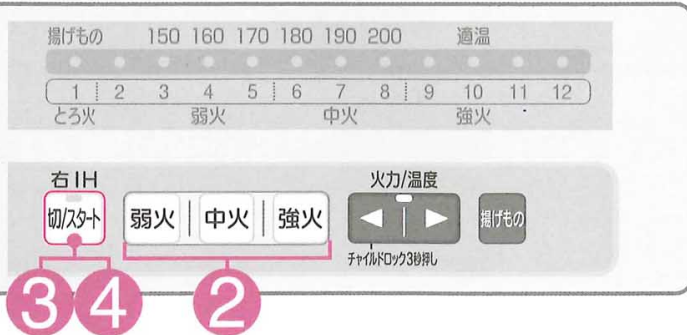 揚げもの 150 160 170 180 190 200 適温
1 2 3 4 5 6 7 8 9 10 11 12
とろ火 弱火 中火 強火
右IH 火力/温度
切/スタート 弱火 中火 強火 揚げもの
チャイルドロック3秒押し
3 4 2